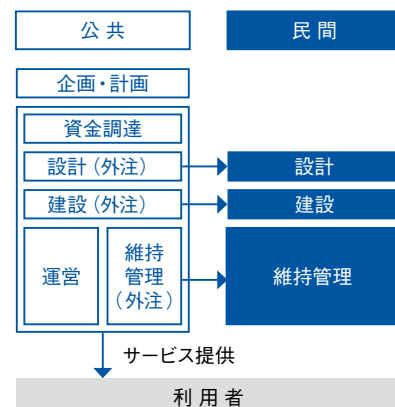 公共
民間
企画・計画
資金調達
設計（外注）
設計
建設（外注）
建設
運営
維持
管理
（外注）
維持管理
サービス提供
利用者